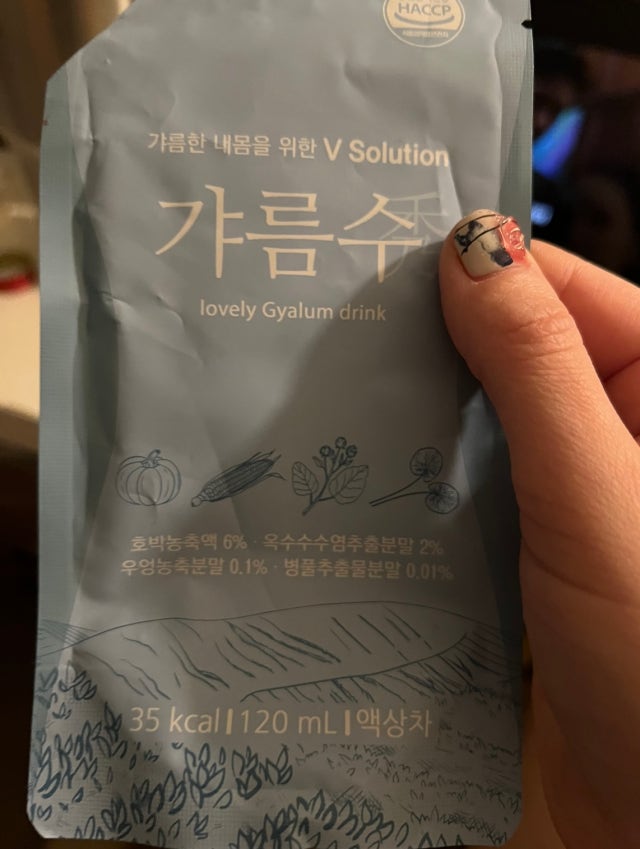 HACCP
갸름한 내몸을 위한 V Solution
갸름수
lovely Gyalum drink
호박농축액 6% · 옥수수수염추출분말 2%
우엉농축분말 0.1% · 병풀추출물분말 0.01%
35 kcal | 120 mL | 액상차